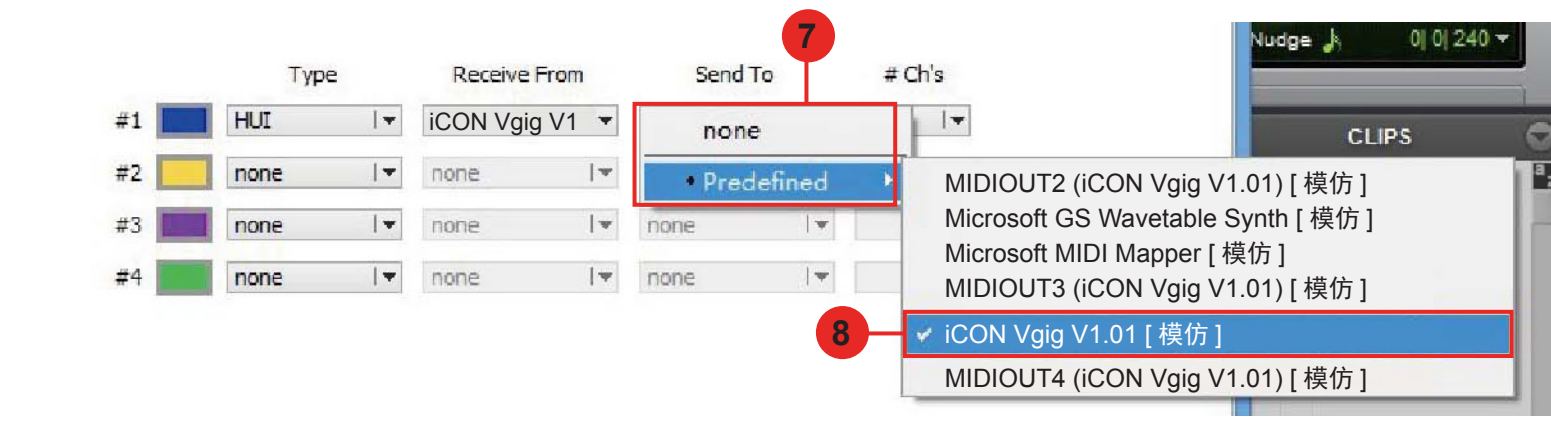 7
Nudge 0| 0| 240
Type Receive From Send To # Ch's
#1 HUI iCON Vgig V1 none
CLIPS
#2 none none • Predefined
MIDIOUT2 (iCON Vgig V1.01) [ 模仿 ]
Microsoft GS Wavetable Synth [ 模仿 ]
#3 none none none
Microsoft MIDI Mapper [ 模仿 ]
#4 none none none
MIDIOUT3 (iCON Vgig V1.01) [ 模仿 ]
8 iCON Vgig V1.01 [ 模仿 ]
MIDIOUT4 (iCON Vgig V1.01) [ 模仿 ]